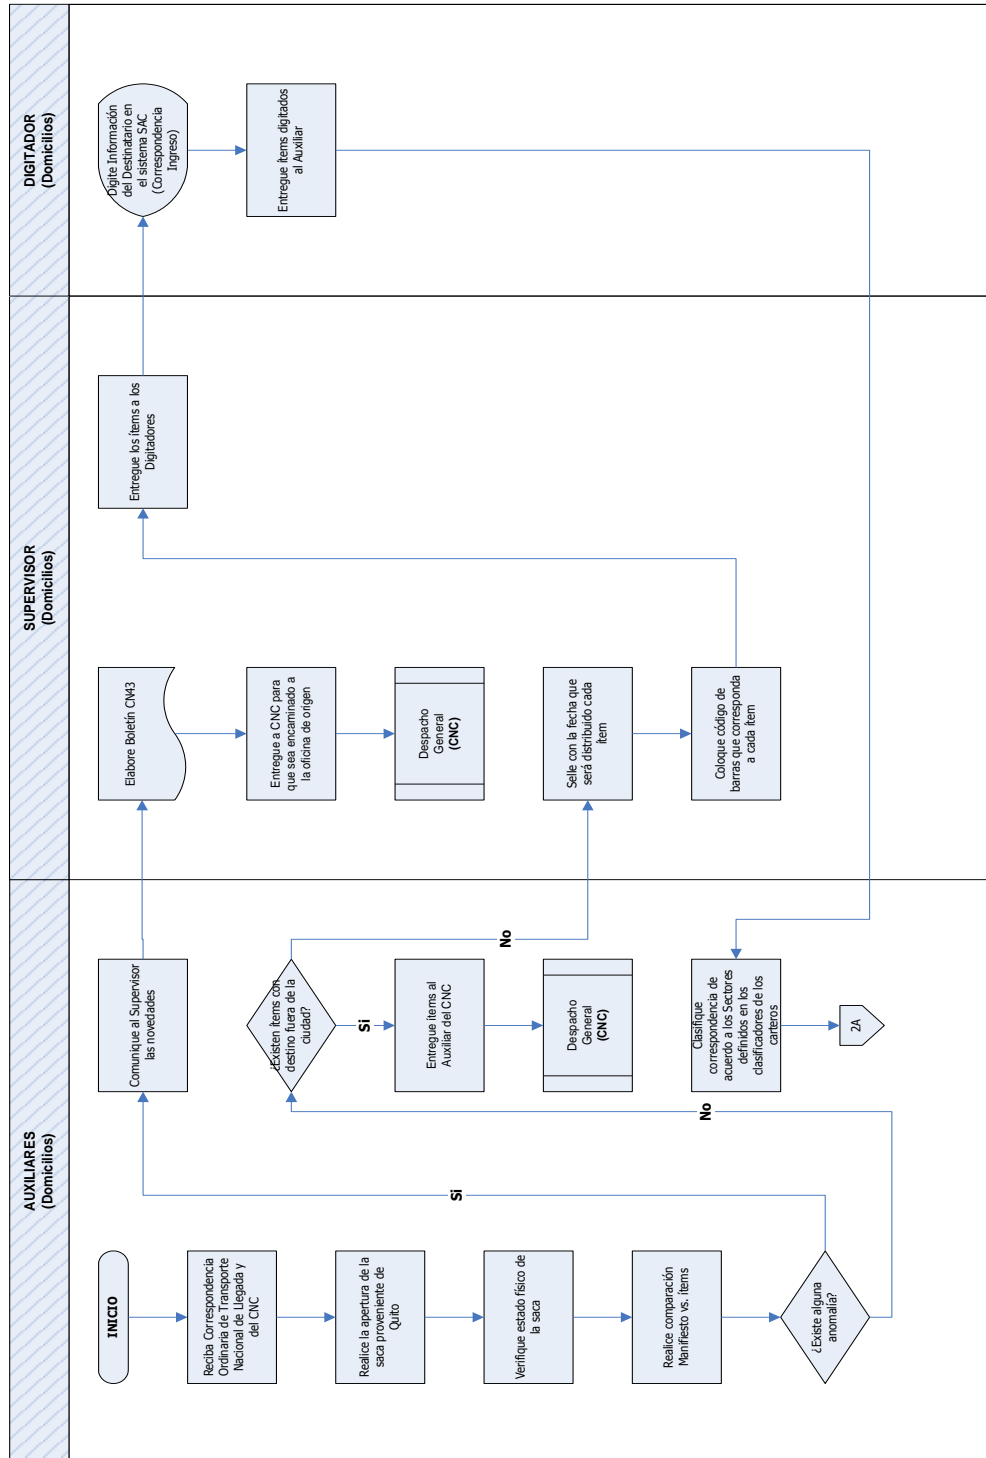 AUXILIARES
(Domicilios)
SUPERVISOR
(Domicilios)
DIGITADOR
(Domicilios)
INICIO
Reciba Correspondencia
Ordinaria de Transporte
Nacional de Llegada y
del CNC
Realice la apertura de la
saca proveniente de
Quito
Verifique estado físico de
la saca
Realice comparación
Manifiesto vs. ítems
¿Existe alguna
anomalía?
Si
No
Comunique al Supervisor
las novedades
¿Existen ítems con
destino fuera de la
ciudad?
Si
No
Entregue ítems al
Auxiliar del CNC
Despacho
General
(CNC)
Clasifique
correspondencia de
acuerdo a los Sectores
definidos en los
clasificadores de los
carteros
2A
Elabore Boletín CN43
Entregue a CNC para
que sea encaminado a
la oficina de origen
Despacho
General
(CNC)
Selle con la fecha que
será distribuido cada
ítem
Coloque código de
barras que corresponda
a cada ítem
Entregue los ítems a los
Digitadores
Digite Información
del Destinatario en
el sistema SAC
(Correspondencia
Ingreso)
Entregue ítems digitados
al Auxiliar